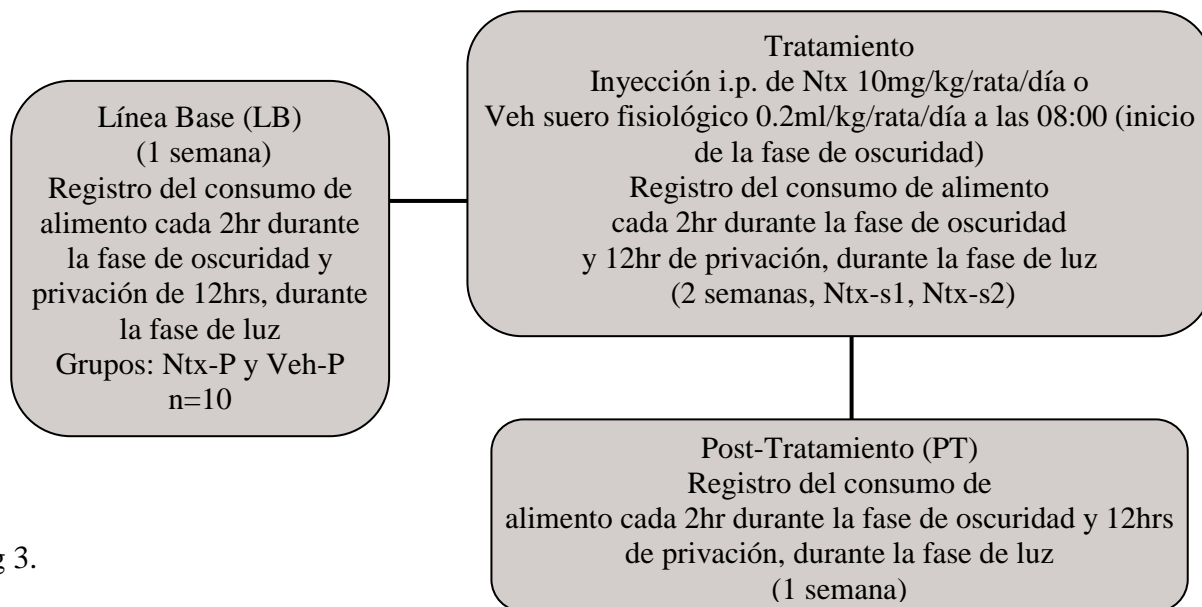 Línea Base (LB)
(1 semana)
Registro del consumo de
alimento cada 2hr durante
la fase de oscuridad y
privación de 12hrs, durante
la fase de luz
Grupos: Ntx-P y Veh-P
n=10
Tratamiento
Inyección i.p. de Ntx 10mg/kg/rata/día o
Veh suero fisiológico 0.2ml/kg/rata/día a las 08:00 (inicio
de la fase de oscuridad)
Registro del consumo de alimento
cada 2hr durante la fase de oscuridad
y 12hr de privación, durante la fase de luz
(2 semanas, Ntx-s1, Ntx-s2)
Post-Tratamiento (PT)
Registro del consumo de
alimento cada 2hr durante la fase de oscuridad y 12hrs
de privación, durante la fase de luz
(1 semana)
g 3.